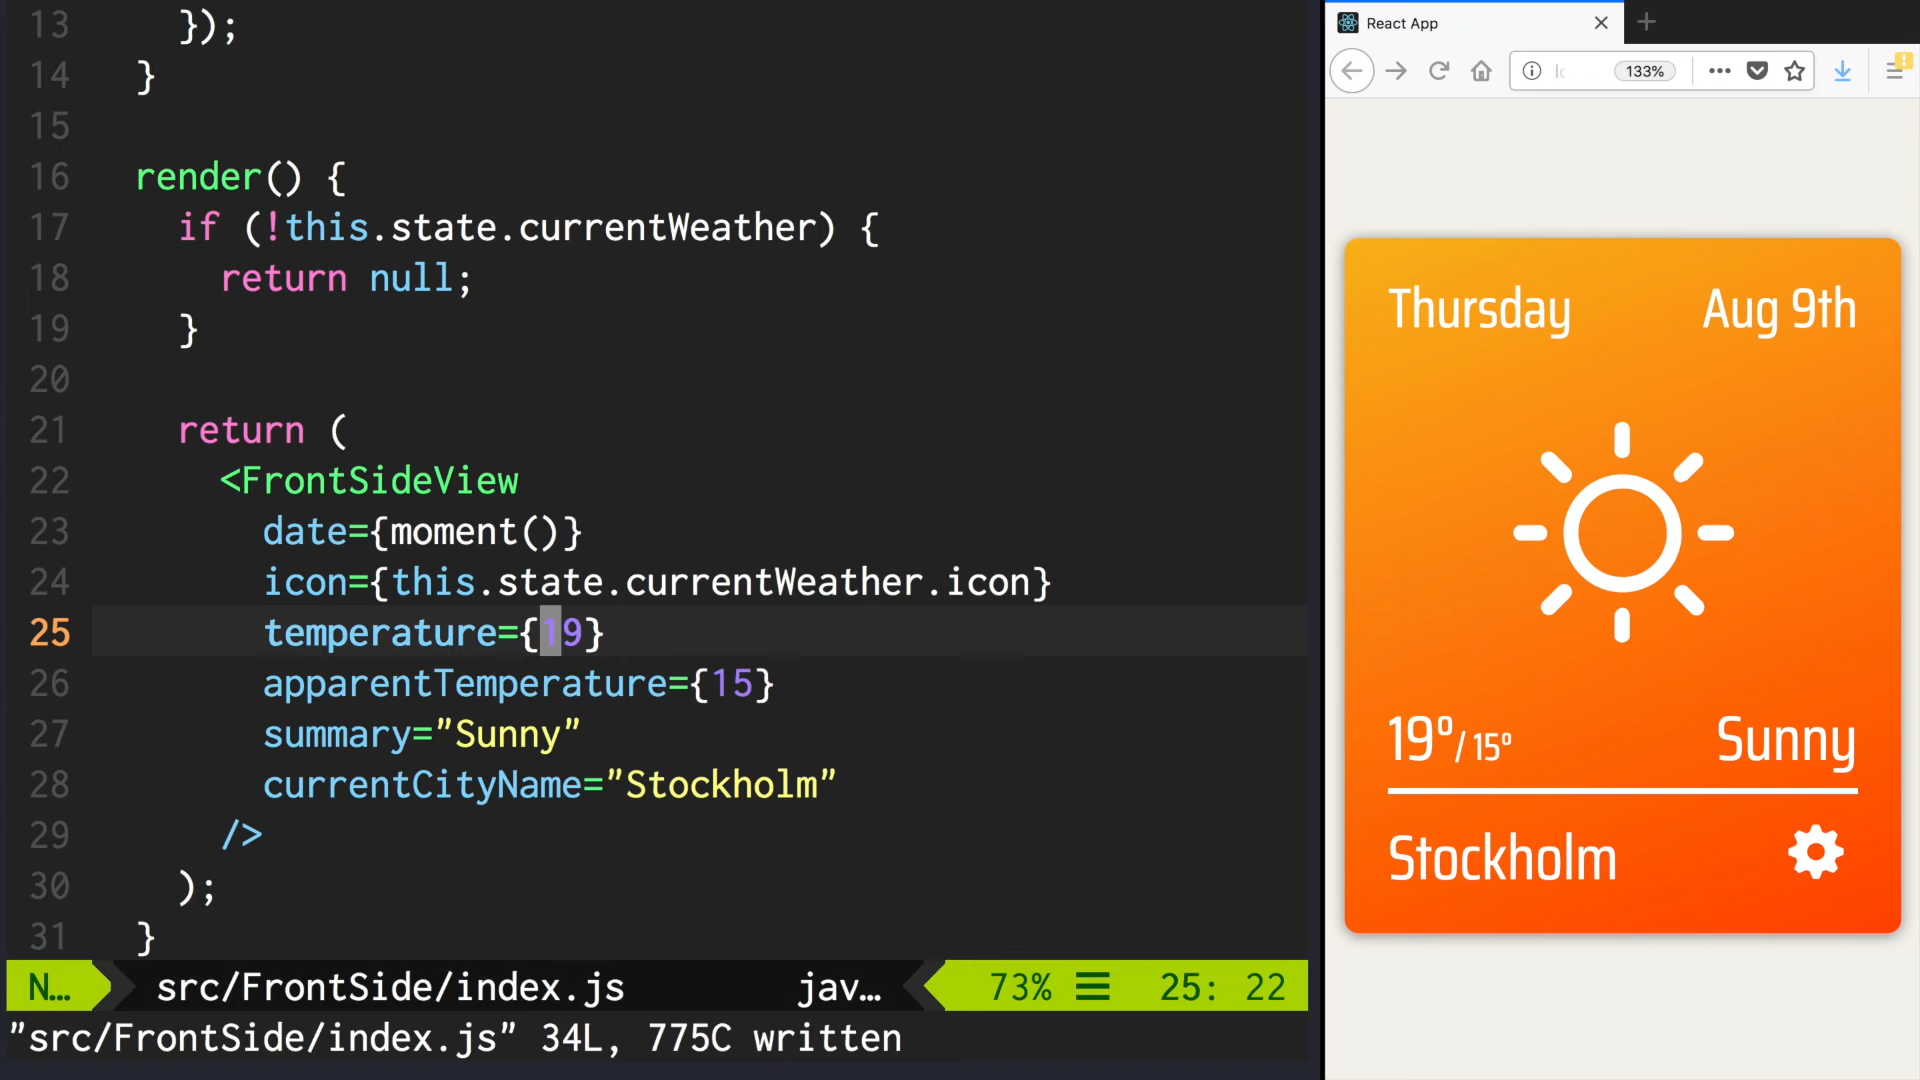 13 });
14 }
15
16 render() {
17 if (!this.state.currentWeather) {
18 return null;
19 }
20
21 return (
22 <FrontSideView
23 date={moment()}
24 icon={this.state.currentWeather.icon}
25 temperature={19}
26 apparentTemperature={15}
27 summary="Sunny"
28 currentCityName="Stockholm"
29 />
30 );
31 }
N... src/FrontSide/index.js jav... 73% 25: 22
"src/FrontSide/index.js" 34L, 775C written
React App
133%
Thursday Aug 9th
19°/ 15° Sunny
Stockholm